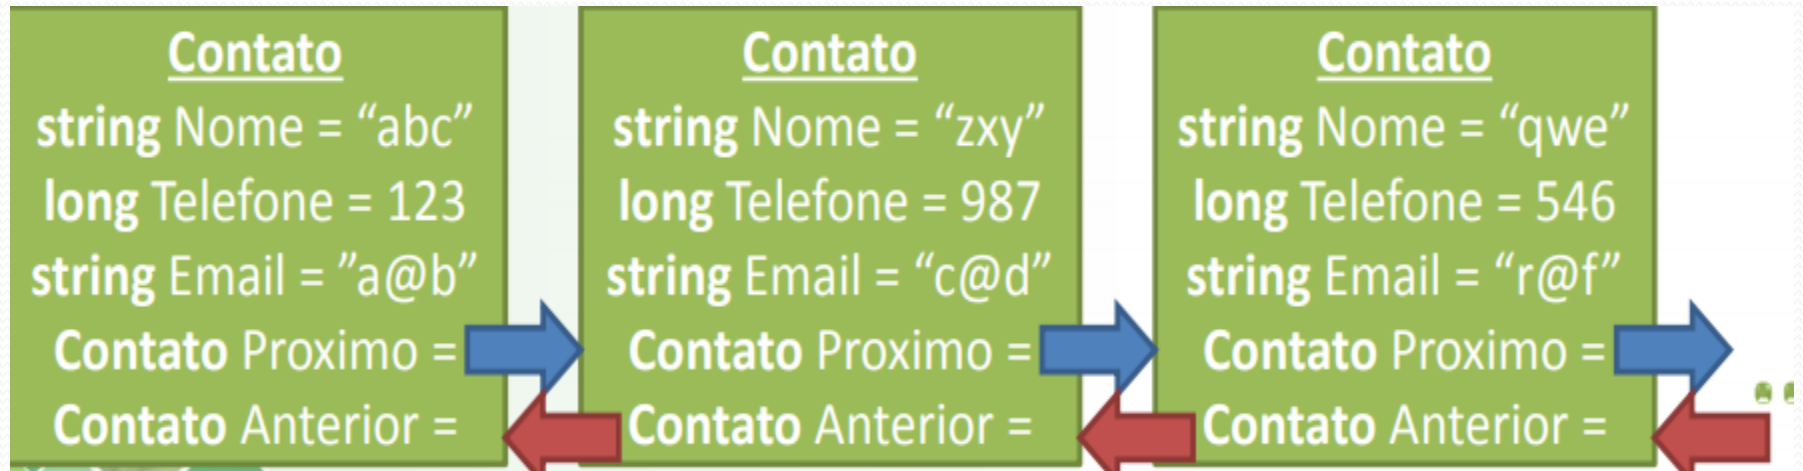 Contato
string Nome = “abc”
long Telefone = 123
string Email = ”a@b”
Contato Proximo =
Contato Anterior =
Contato
string Nome = “zxy”
long Telefone = 987
string Email = “c@d”
Contato Proximo =
Contato Anterior =
Contato
string Nome = “qwe”
long Telefone = 546
string Email = “r@f”
Contato Proximo =
Contato Anterior =